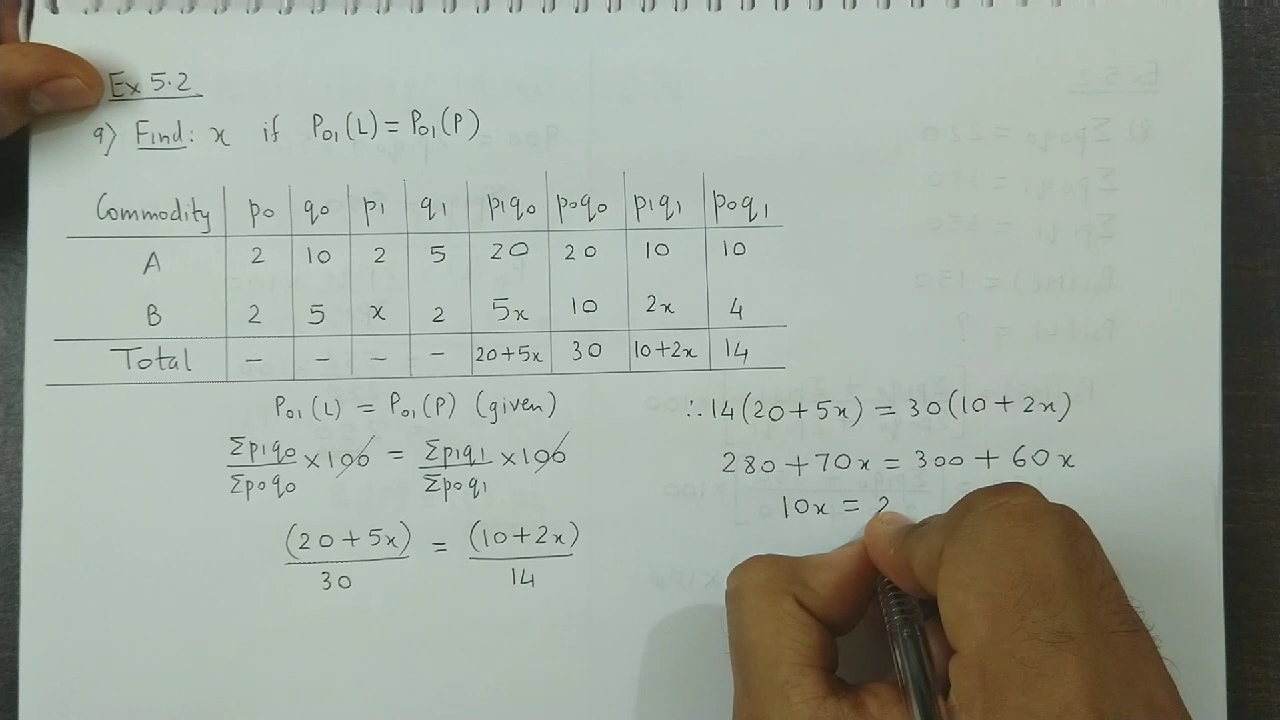 Ex 5.2
9) Find: x if P01(L) = P01(P)
Commodity p0 q0 p1 q1 p1q0 p0q0 p1q1 p0q1
A 2 10 2 5 20 20 10 10
B 2 5 x 2 5x 10 2x 4
Total - - - - 20+5x 30 10+2x 14
P01(L) = P01(P) (given)
Σp1q0/Σp0q0 × 100 = Σp1q1/Σp0q1 × 100
(20+5x)/30 = (10+2x)/14
∴ 14(20+5x) = 30(10+2x)
280+70x = 300+60x
10x = 2